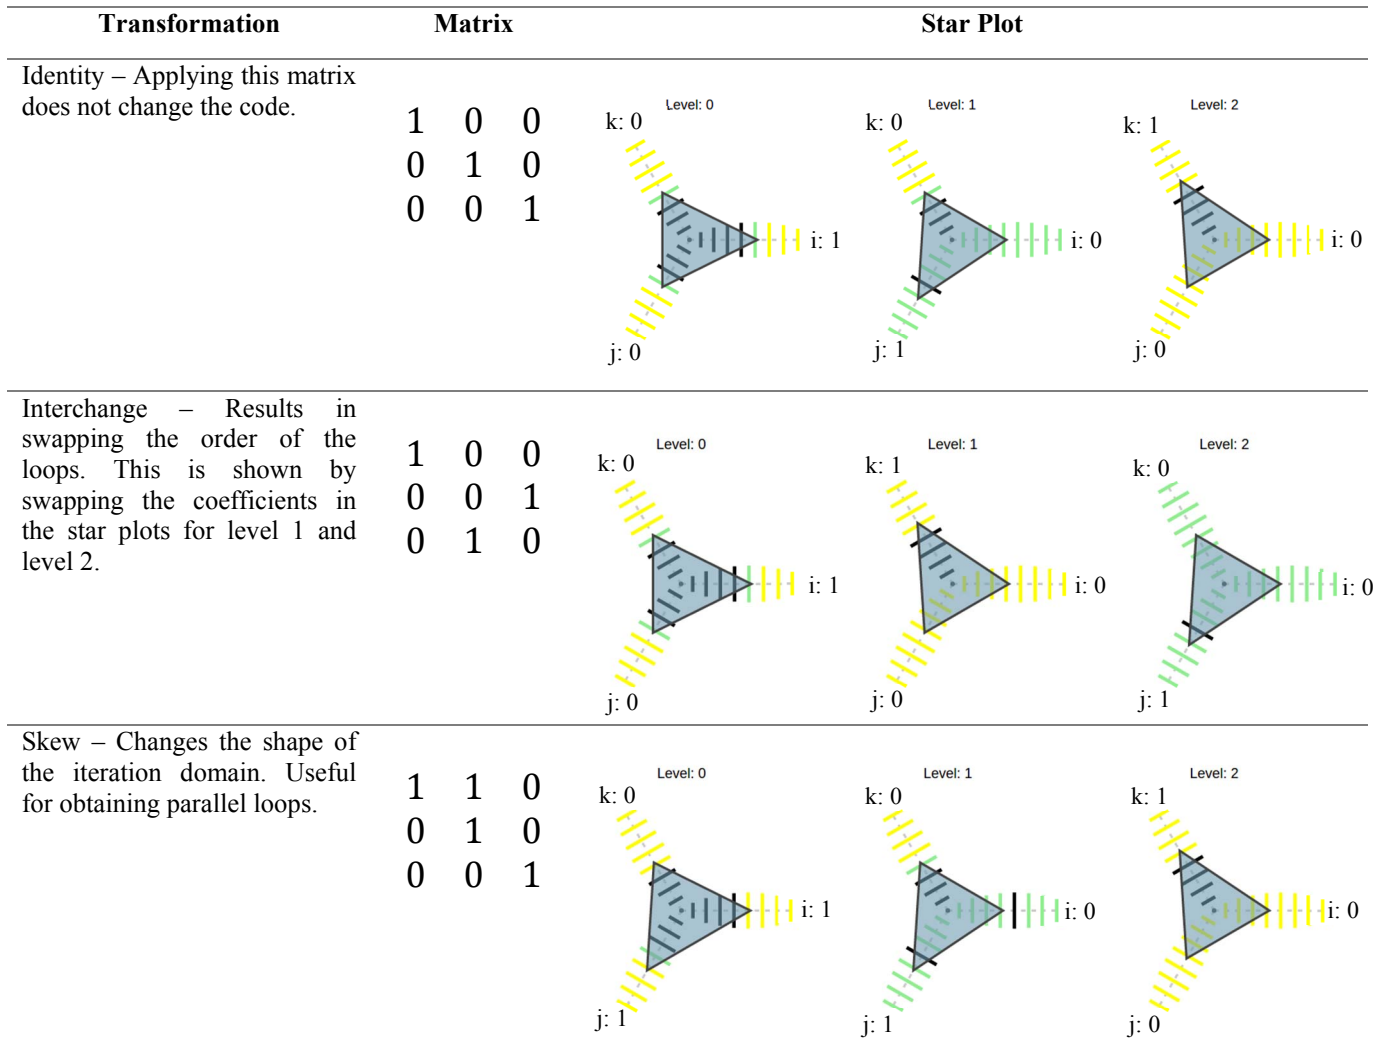 Transformation Matrix Star Plot
Identity – Applying this matrix
does not change the code.
1 0 0
0 1 0
0 0 1
Level: 0
k: 0
i: 1
j: 0
Level: 1
k: 0
i: 0
j: 1
Level: 2
k: 1
i: 0
j: 0
Interchange – Results in
swapping the order of the
loops. This is shown by
swapping the coefficients in
the star plots for level 1 and
level 2.
1 0 0
0 0 1
0 1 0
Level: 0
k: 0
i: 1
j: 0
Level: 1
k: 1
i: 0
j: 0
Level: 2
k: 0
i: 0
j: 1
Skew – Changes the shape of
the iteration domain. Useful
for obtaining parallel loops.
1 1 0
0 1 0
0 0 1
Level: 0
k: 0
i: 1
j: 1
Level: 1
k: 0
i: 0
j: 1
Level: 2
k: 1
i: 0
j: 0